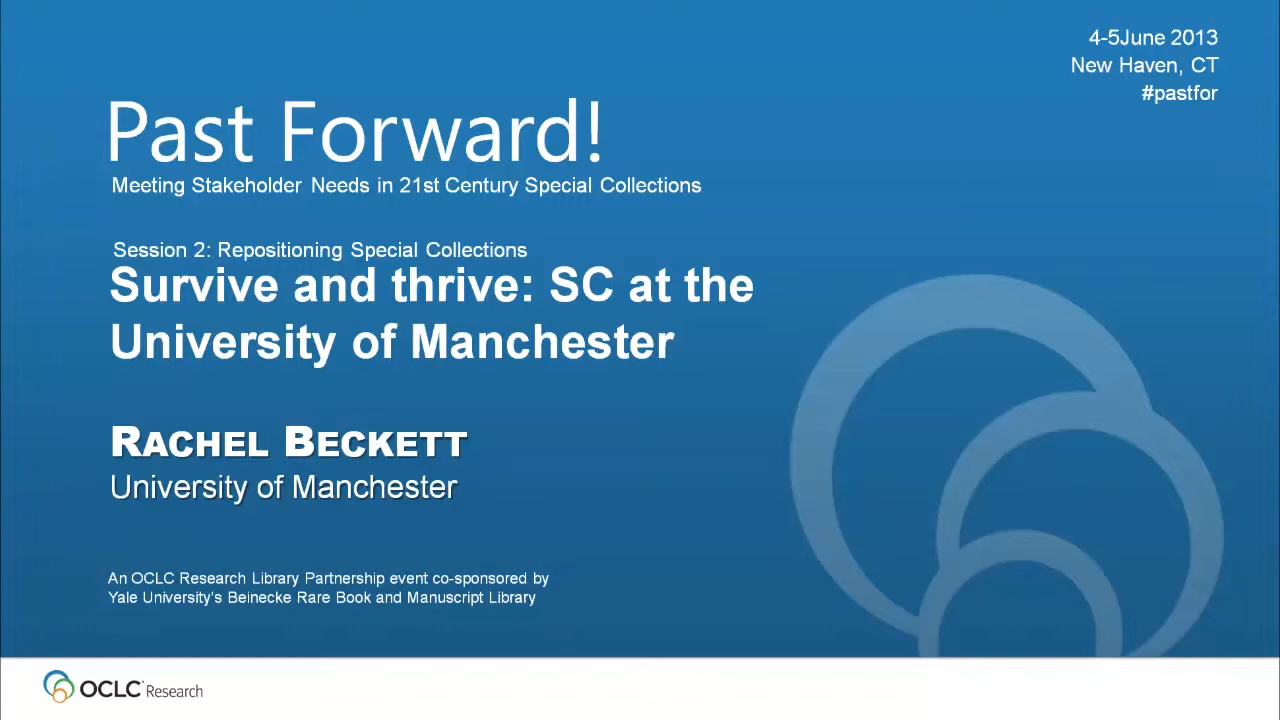 4-5June 2013
New Haven, CT
#pastfor
Past Forward!
Meeting Stakeholder Needs in 21st Century Special Collections
Session 2: Repositioning Special Collections
Survive and thrive: SC at the
University of Manchester
RACHEL BECKETT
University of Manchester
An OCLC Research Library Partnership event co-sponsored by
Yale University's Beinecke Rare Book and Manuscript Library
OCLC Research